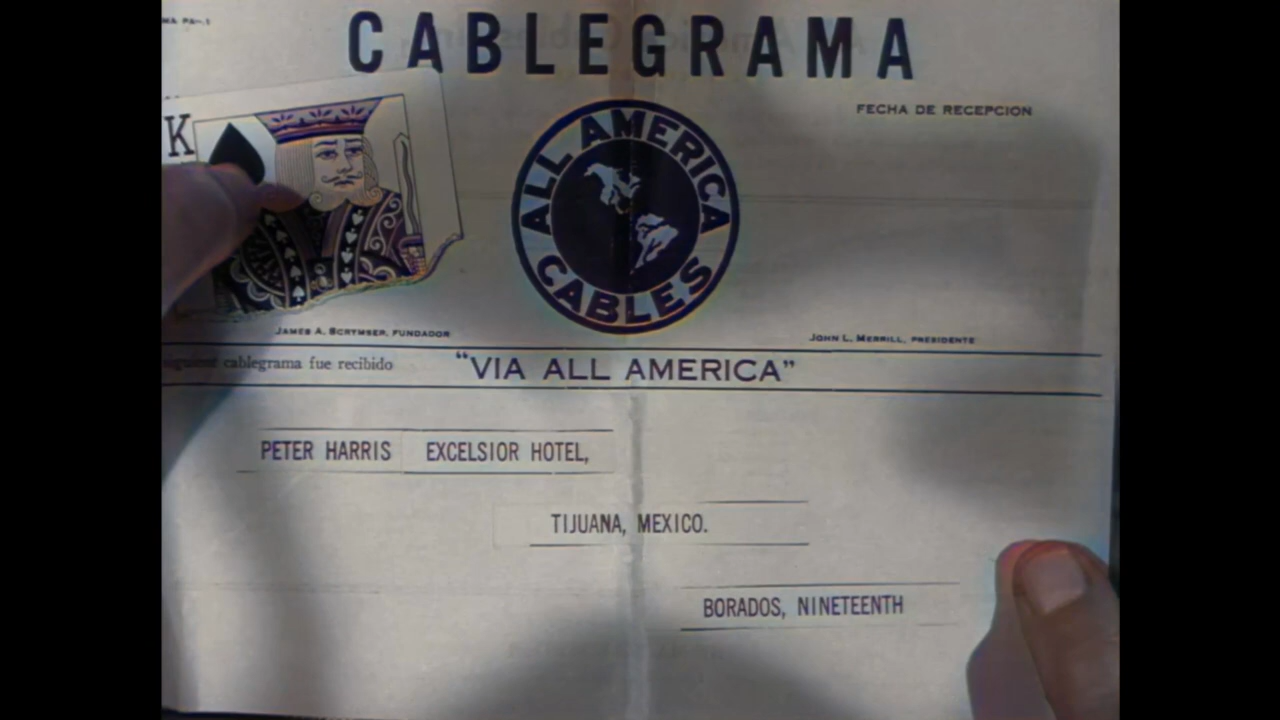 CABLEGRAMA
FECHA DE RECEPCION
K
ALL AMERICA CABLES
JAMES A. SCRYMSER, FUNDADOR
JOHN L. MERRILL, PRESIDENTE
cablegrama fue recibido
"VIA ALL AMERICA"
PETER HARRIS EXCELSIOR HOTEL,
TIJUANA, MEXICO.
BORADOS, NINETEENTH